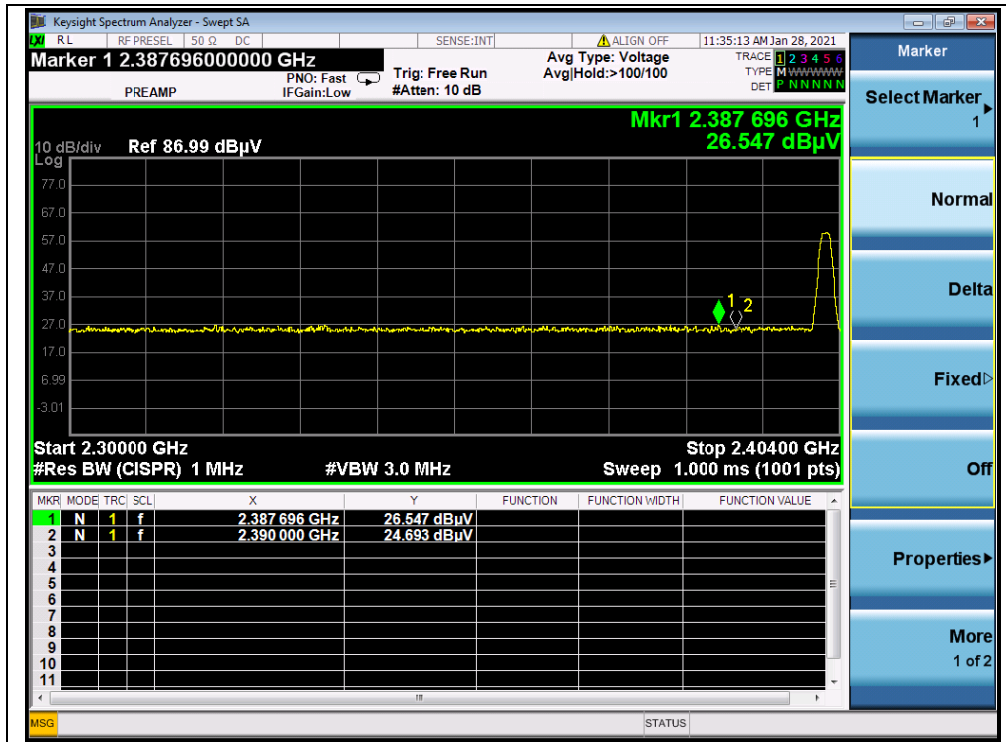 Keysight Spectrum Analyzer - Swept SA
LXI RL RF PRESEL 50 Ω DC SENSE:INT ALIGN OFF 11:35:13 AM Jan 28, 2021
Marker 1 2.387696000000 GHz
PREAMP
PNO: Fast
IFGain:Low
Trig: Free Run
#Atten: 10 dB
Avg Type: Voltage
Avg|Hold:>100/100
TRACE 1 2 3 4 5 6
TYPE M WWWWW
DET P N N N N N
Mkr1 2.387 696 GHz
26.547 dBµV
10 dB/div Ref 86.99 dBµV
Log
77.0
67.0
57.0
47.0
37.0
27.0
17.0
6.99
-3.01
1
2
Start 2.30000 GHz Stop 2.40400 GHz
#Res BW (CISPR) 1 MHz #VBW 3.0 MHz Sweep 1.000 ms (1001 pts)
MKR MODE TRC SCL X Y FUNCTION FUNCTION WIDTH FUNCTION VALUE
1 N 1 f 2.387 696 GHz 26.547 dBµV
2 N 1 f 2.390 000 GHz 24.693 dBµV
3
4
5
6
7
8
9
10
11
MSG STATUS
Marker
Select Marker
1
Normal
Delta
Fixed
Off
Properties
More
1 of 2